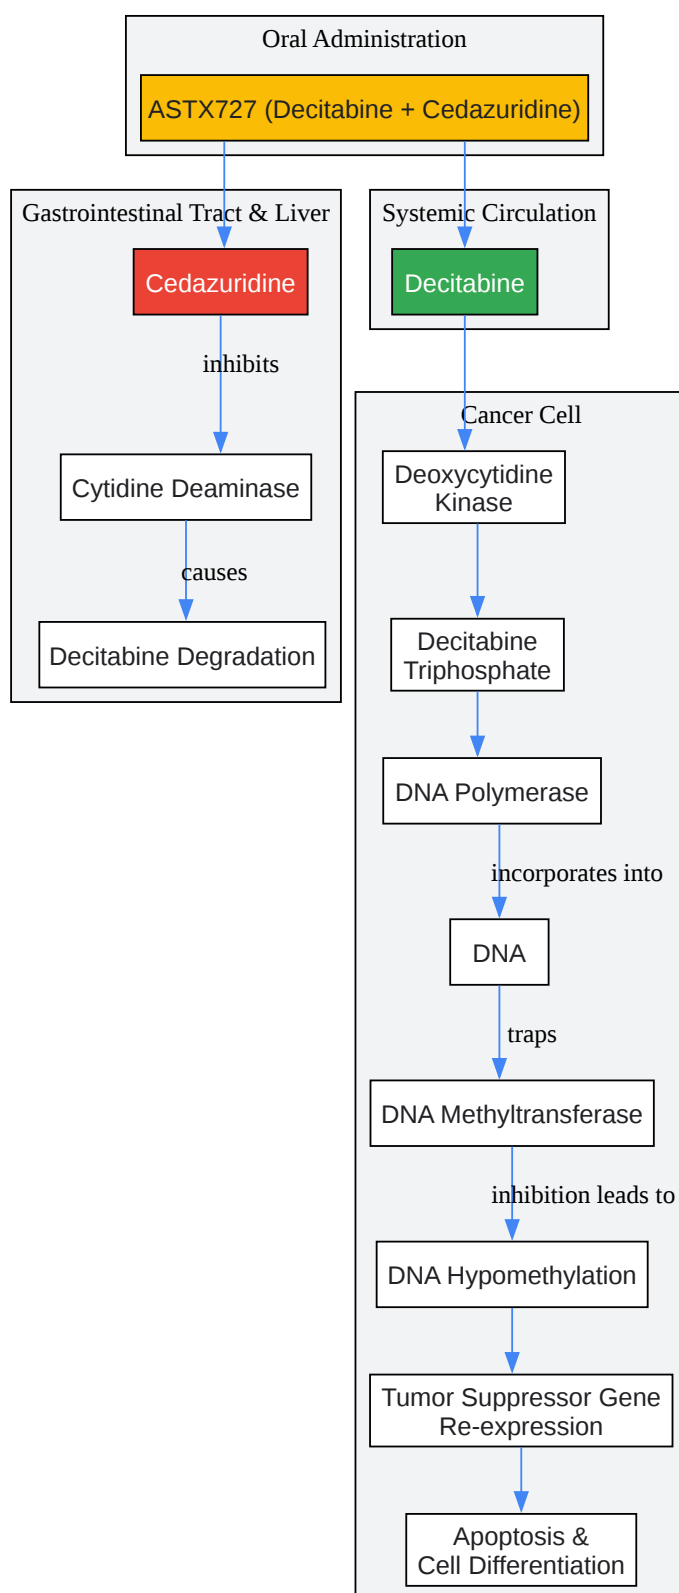 Oral Administration
ASTX727 (Decitabine + Cedazuridine)
Gastrointestinal Tract & Liver
Cedazuridine
inhibits
Cytidine Deaminase
causes
Decitabine Degradation
Systemic Circulation
Decitabine
Cancer Cell
Deoxycytidine
Kinase
Decitabine
Triphosphate
DNA Polymerase
incorporates into
DNA
traps
DNA Methyltransferase
inhibition leads to
DNA Hypomethylation
Tumor Suppressor Gene
Re-expression
Apoptosis &
Cell Differentiation